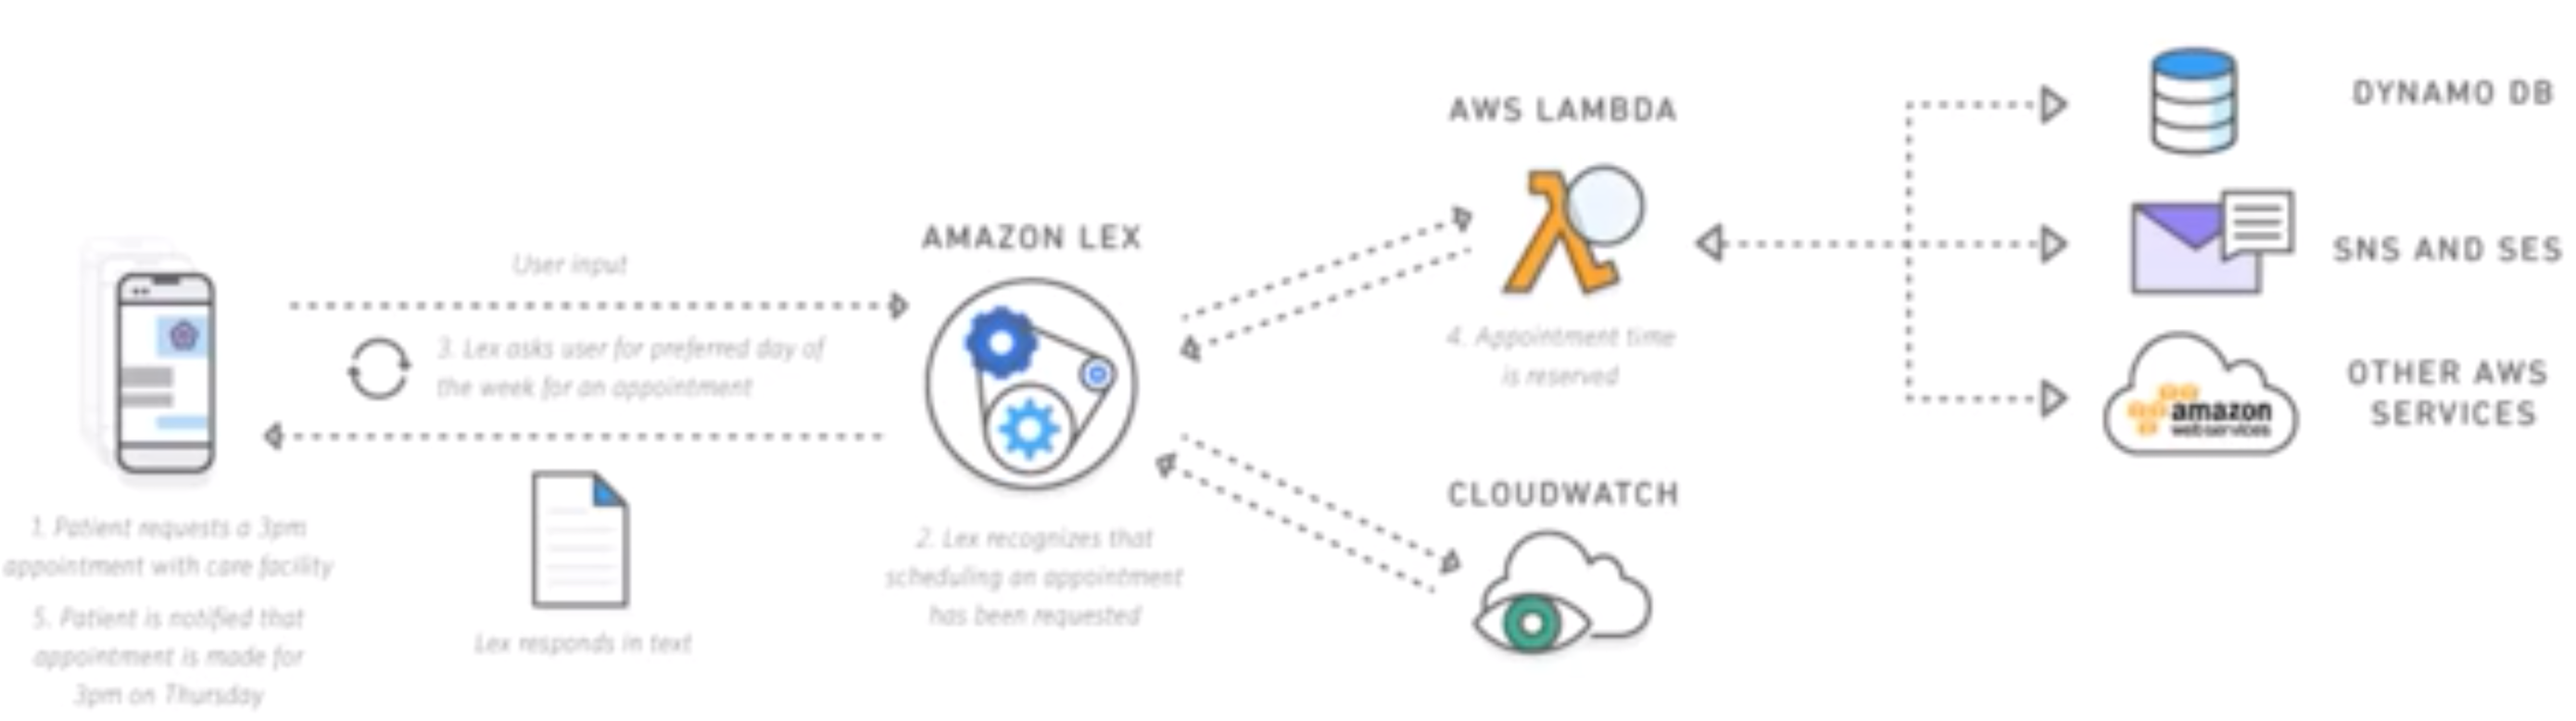 DYNAMO DB
AWS LAMBDA
AMAZON LEX
User input
SNS AND SES
3. Lex asks user for preferred day of
the week for an appointment
4. Appointment time
is reserved
OTHER AWS
SERVICES
amazon
webservices
CLOUDWATCH
1. Patient requests a 3pm
appointment with care facility
2. Lex recognizes that
scheduling an appointment
has been requested
5. Patient is notified that
appointment is made for
3pm on Thursday
Lex responds in text